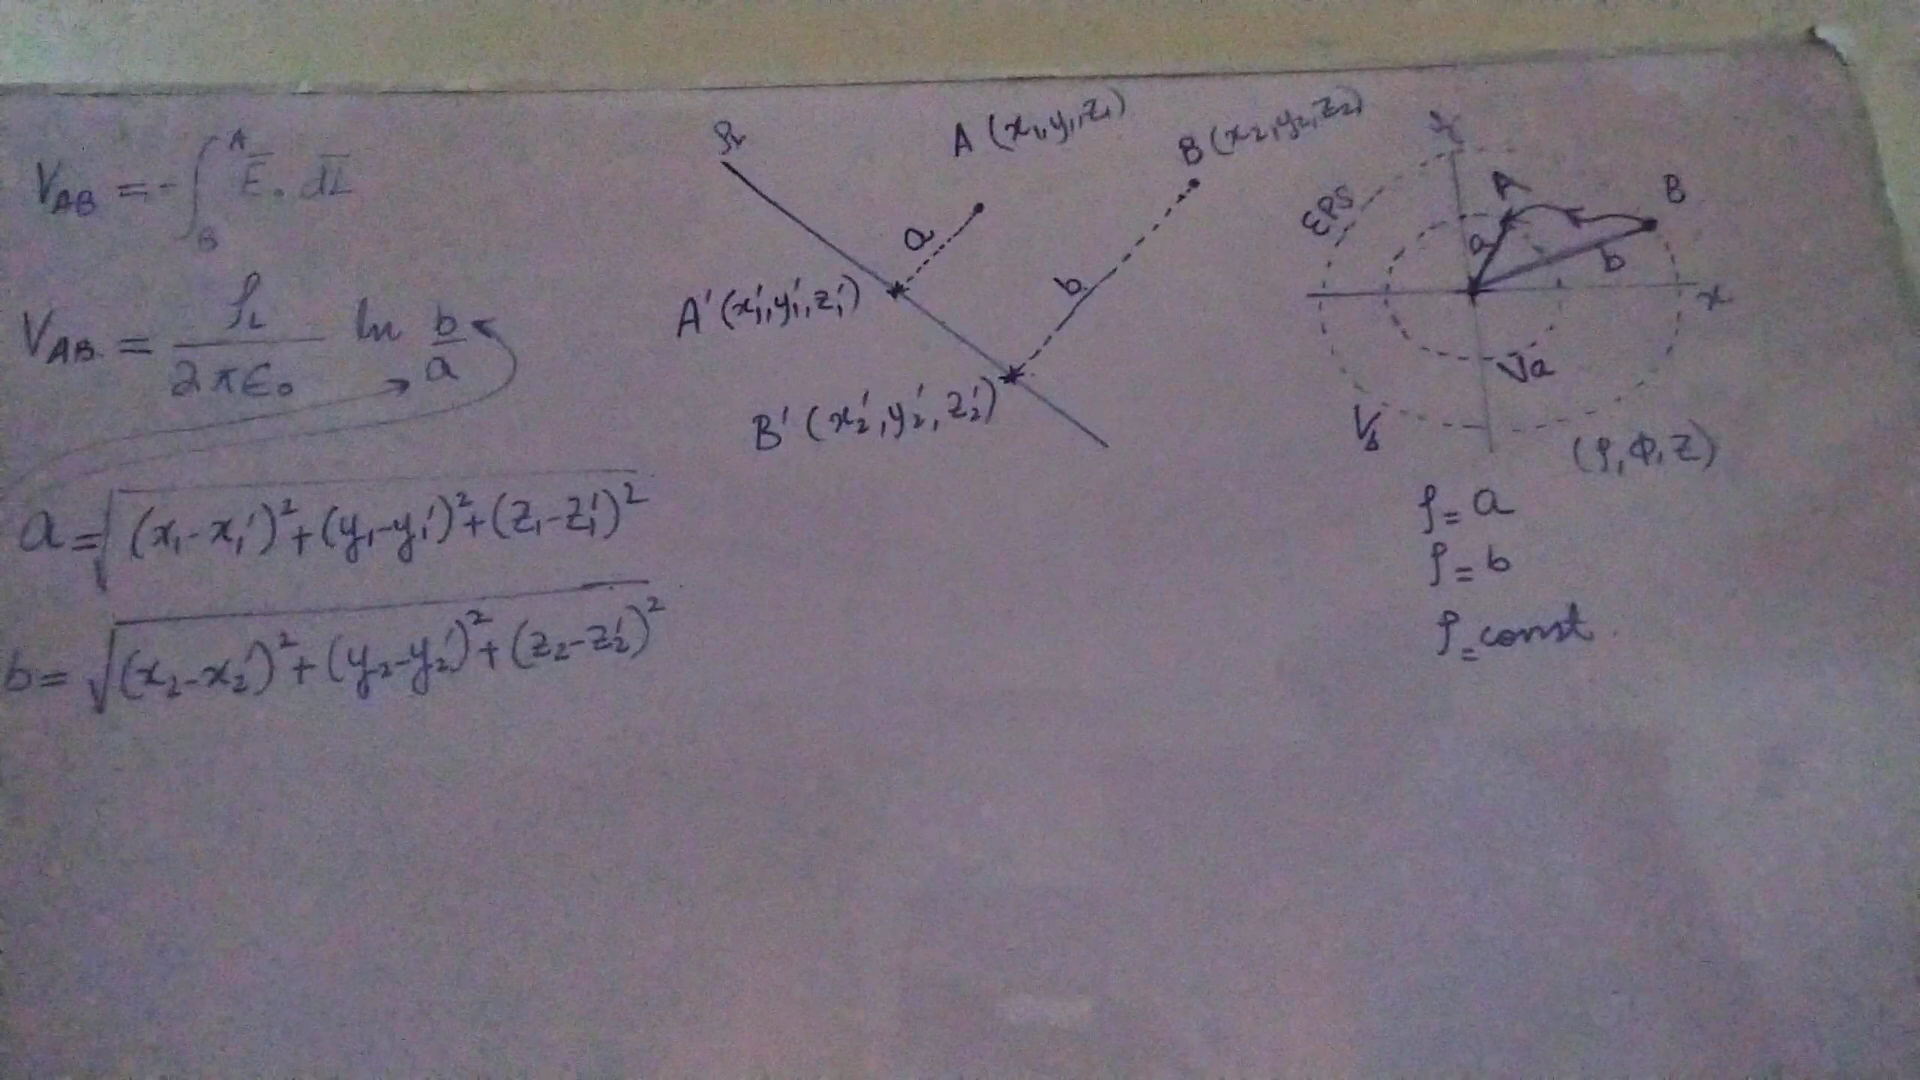 V_AB = -∫_B^A E̅ . dL̅
V_AB = ρ_L / 2πε₀ ln b/a
a = √(x₁-x₁′)²+(y₁-y₁′)²+(z₁-z₁′)²
b = √(x₂-x₂′)²+(y₂-y₂′)²+(z₂-z₂′)²
ρ_L
A (x₁,y₁,z₁)
B (x₂,y₂,z₂)
a
b
A′ (x₁′,y₁′,z₁′)
B′ (x₂′,y₂′,z₂′)
y
EPS
A
B
a
b
x
Va
V_b
(ρ,Φ,z)
ρ=a
ρ=b
ρ=const.